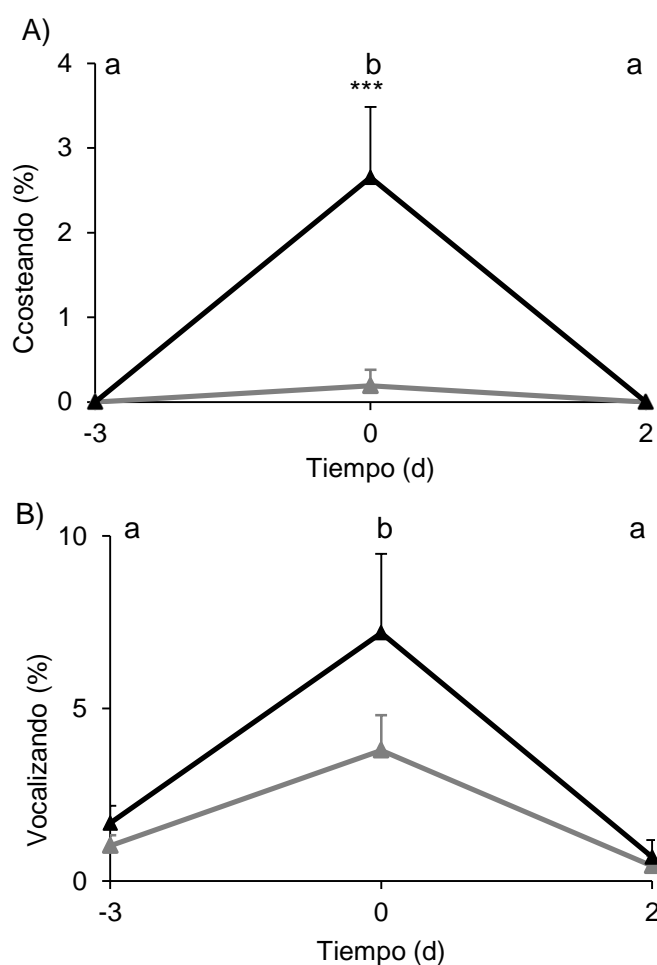 A)
a b a
***
4
3
2
1
0
Ccosteando (%)
-3 0 2
Tiempo (d)
B)
a b a
10
5
0
Vocalizando (%)
-3 0 2
Tiempo (d)